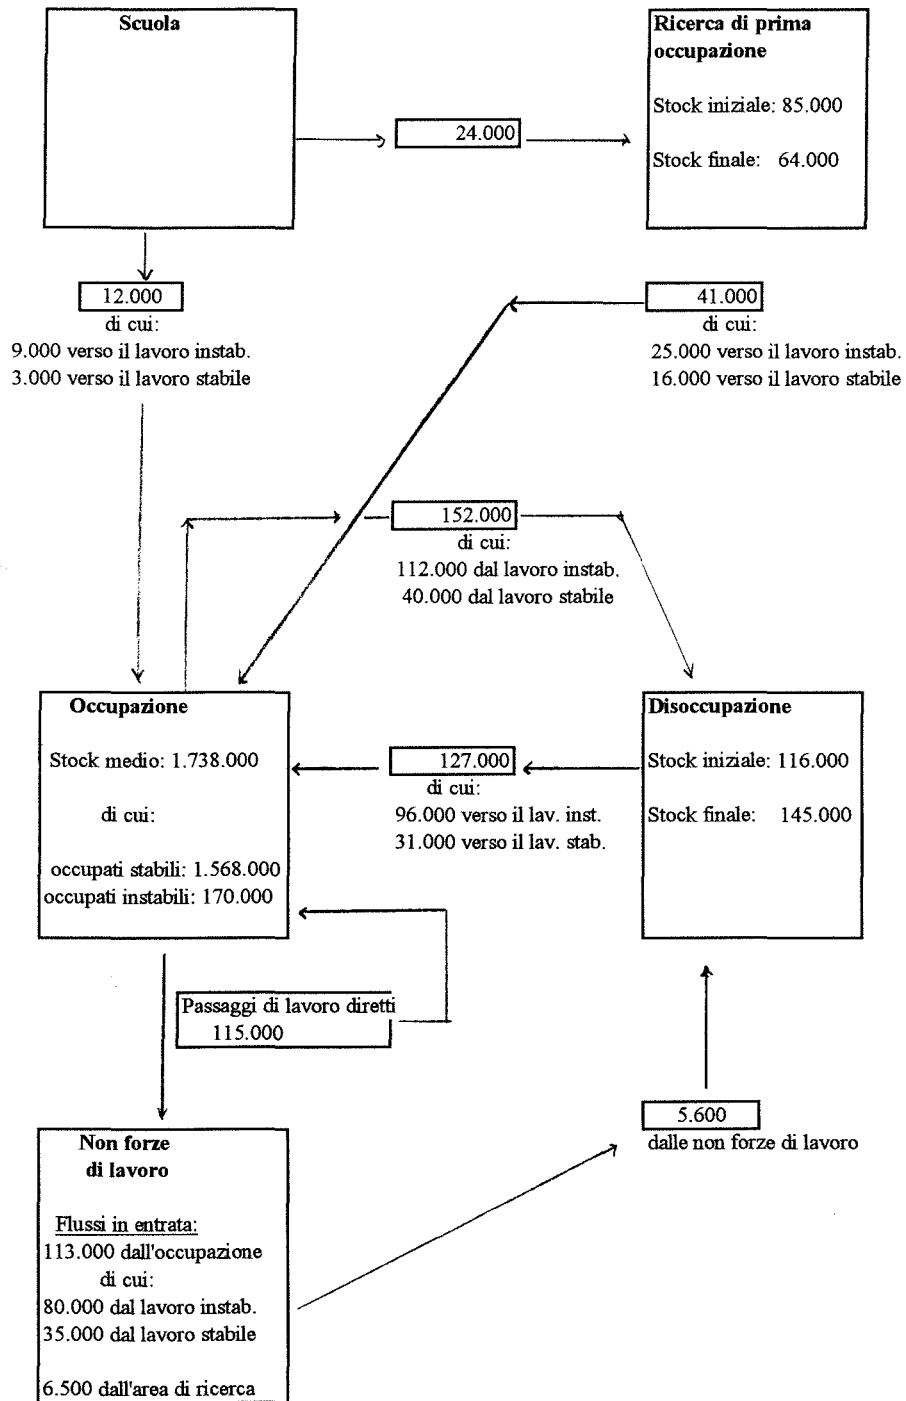 Scuola
Ricerca di prima
occupazione
Stock iniziale: 85.000
24.000
Stock finale: 64.000
12.000
di cui:
9.000 verso il lavoro instab.
3.000 verso il lavoro stabile
41.000
di cui:
25.000 verso il lavoro instab.
16.000 verso il lavoro stabile
152.000
di cui:
112.000 dal lavoro instab.
40.000 dal lavoro stabile
Occupazione
Stock medio: 1.738.000
di cui:
occupati stabili: 1.568.000
occupati instabili: 170.000
127.000
di cui:
96.000 verso il lav. inst.
31.000 verso il lav. stab.
Disoccupazione
Stock iniziale: 116.000
Stock finale: 145.000
Passaggi di lavoro diretti
115.000
5.600
dalle non forze di lavoro
Non forze
di lavoro
Flussi in entrata:
113.000 dall'occupazione
di cui:
80.000 dal lavoro instab.
35.000 dal lavoro stabile
6.500 dall'area di ricerca